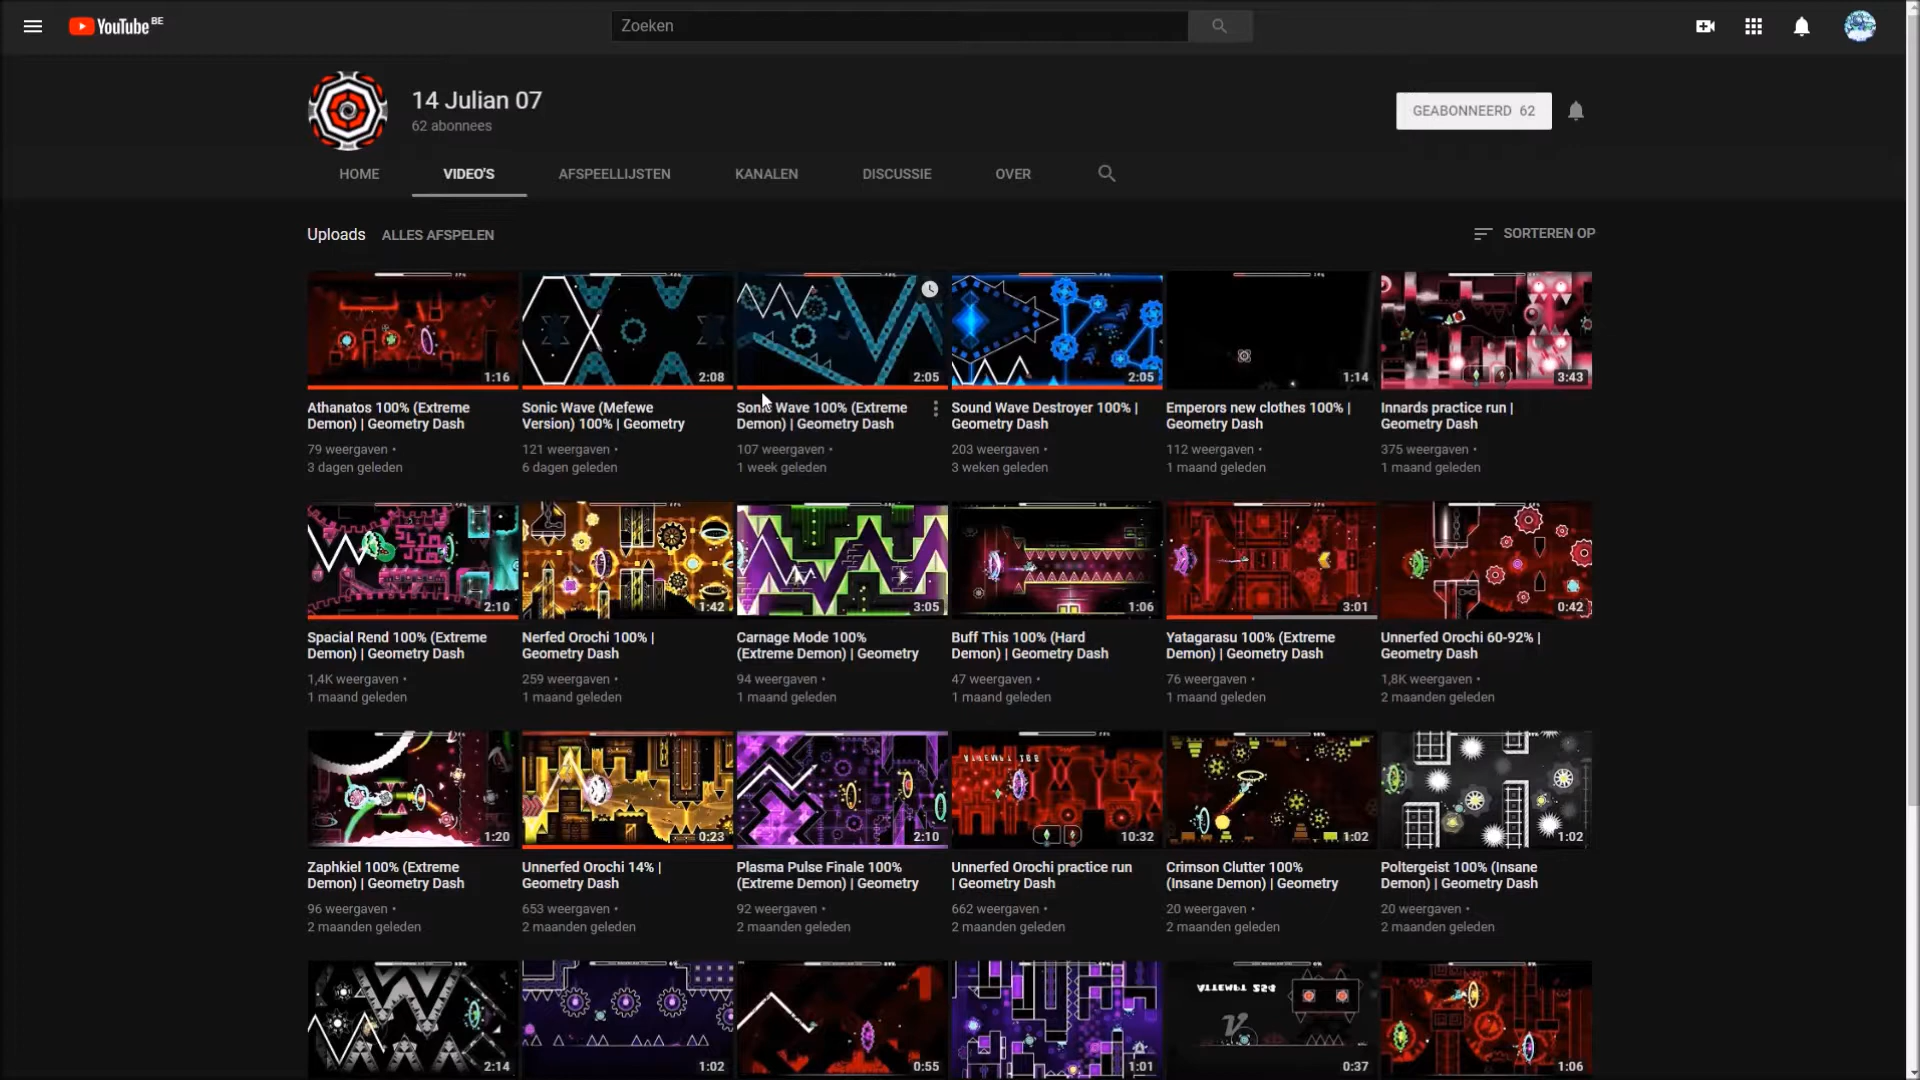 YouTube BE
Zoeken
14 Julian 07
62 abonnees
GEABONNEERD 62
HOME
VIDEO'S
AFSPEELLIJSTEN
KANALEN
DISCUSSIE
OVER
Uploads
ALLES AFSPELEN
SORTEREN OP
1:16
2:08
2:05
2:05
1:14
3:43
Athanatos 100% (Extreme
Demon) | Geometry Dash
79 weergaven •
3 dagen geleden
Sonic Wave (Mefewe
Version) 100% | Geometry
121 weergaven •
6 dagen geleden
Sonic Wave 100% (Extreme
Demon) | Geometry Dash
107 weergaven •
1 week geleden
Sound Wave Destroyer 100% |
Geometry Dash
203 weergaven •
3 weken geleden
Emperors new clothes 100% |
Geometry Dash
112 weergaven •
1 maand geleden
Innards practice run |
Geometry Dash
375 weergaven •
1 maand geleden
SLIM
JIM
2:10
1:42
3:05
1:06
3:01
0:42
Spacial Rend 100% (Extreme
Demon) | Geometry Dash
1,4K weergaven •
1 maand geleden
Nerfed Orochi 100% |
Geometry Dash
259 weergaven •
1 maand geleden
Carnage Mode 100%
(Extreme Demon) | Geometry
94 weergaven •
1 maand geleden
Buff This 100% (Hard
Demon) | Geometry Dash
47 weergaven •
1 maand geleden
Yatagarasu 100% (Extreme
Demon) | Geometry Dash
76 weergaven •
1 maand geleden
Unnerfed Orochi 60-92% |
Geometry Dash
1,8K weergaven •
2 maanden geleden
1:20
0:23
2:10
10:32
1:02
1:02
Zaphkiel 100% (Extreme
Demon) | Geometry Dash
96 weergaven •
2 maanden geleden
Unnerfed Orochi 14% |
Geometry Dash
653 weergaven •
2 maanden geleden
Plasma Pulse Finale 100%
(Extreme Demon) | Geometry
92 weergaven •
2 maanden geleden
Unnerfed Orochi practice run
| Geometry Dash
662 weergaven •
2 maanden geleden
Crimson Clutter 100%
(Insane Demon) | Geometry
20 weergaven •
2 maanden geleden
Poltergeist 100% (Insane
Demon) | Geometry Dash
20 weergaven •
2 maanden geleden
ATTEMPT 254
2:14
1:02
0:55
1:01
0:37
1:06